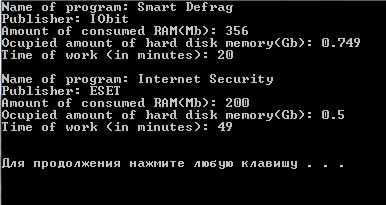 Name of program: Smart Defrag
Publisher: IObit
Amount of consumed RAM(Mb): 356
Ocupied amount of hard disk memory(Gb): 0.749
Time of work (in minutes): 20
Name of program: Internet Security
Publisher: ESET
Amount of consumed RAM(Mb): 200
Ocupied amount of hard disk memory(Gb): 0.5
Time of work (in minutes): 49
Для продолжения нажмите любую клавишу . . .